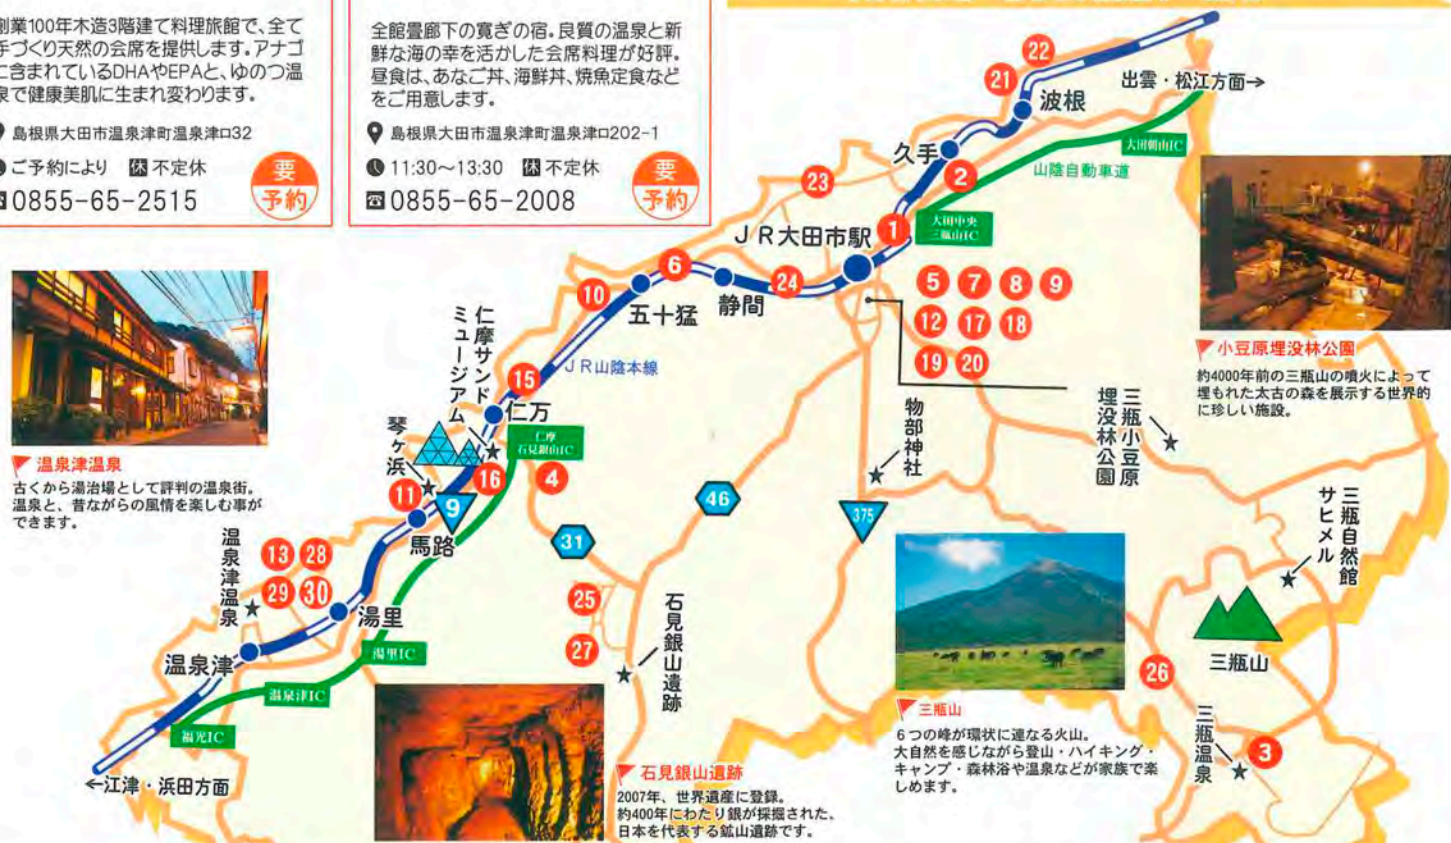 創業100年木造3階建て料理旅館で、全て
手づくり天然の会席を提供します。アナゴ
に含まれているDHAやEPAと、ゆのつ温
泉で健康美肌に生まれ変わります。
島根県大田市温泉津町温泉津ロ32
ご予約により 休 不定休
0855-65-2515
要
予約
全館畳廊下の寛ぎの宿。良質の温泉と新
鮮な海の幸を活かした会席料理が好評。
昼食は、あなご丼、海鮮丼、焼魚定食など
をご用意します。
島根県大田市温泉津町温泉津ロ202-1
11:30～13:30 休 不定休
0855-65-2008
要
予約
22
21
出雲・松江方面→
波根
久手
大田朝山IC
山陰自動車道
2
23
1
大田中央
三瓶山IC
JR大田市駅
6
24
10
五十猛
静間
5 7 8 9
12 17 18
19 20
JR山陰本線
仁摩サンド
ミュージアム
15
仁万
仁摩
石見銀山IC
琴ヶ浜
16
4
11
9
馬路
31
46
375
物部神社
三瓶小豆原
埋没林公園
小豆原埋没林公園
約4000年前の三瓶山の噴火によって
埋もれた太古の森を展示する世界的
に珍しい施設。
温泉津温泉
古くから湯治場として評判の温泉街。
温泉と、昔ながらの風情を楽しむ事が
できます。
温泉津温泉
13 28
29 30
湯里
湯里IC
温泉津
温泉津IC
福光IC
←江津・浜田方面
25
27
石見銀山遺跡
石見銀山遺跡
2007年、世界遺産に登録。
約400年にわたり銀が採掘された、
日本を代表する鉱山遺跡です。
三瓶山
6つの峰が環状に連なる火山。
大自然を感じながら登山・ハイキング・
キャンプ・森林浴や温泉などが家族で楽
しめます。
三瓶自然館
サヒメル
三瓶山
26
三瓶温泉
3